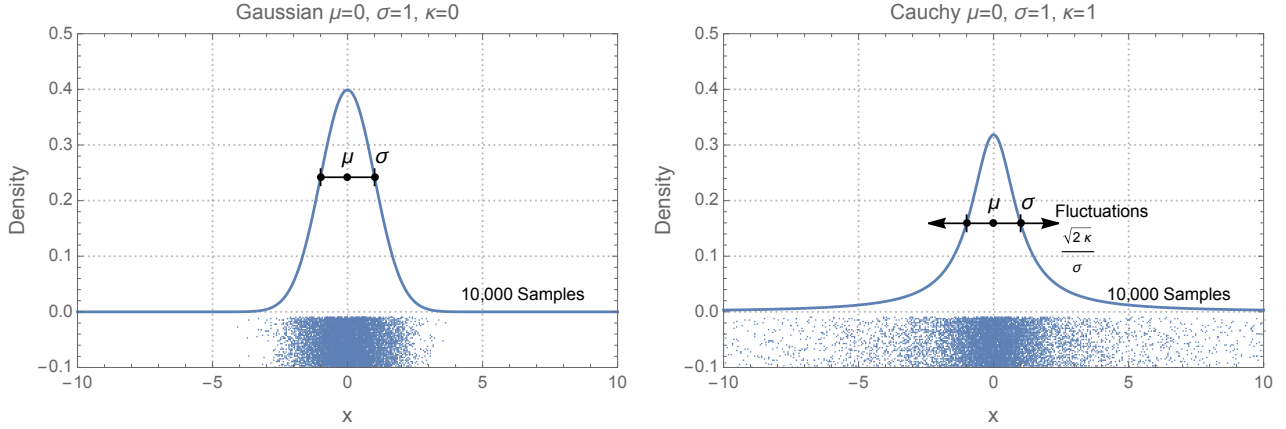 Gaussian μ=0, σ=1, κ=0
0.5
0.4
0.3
0.2
0.1
0.0
−0.1
Density
μ σ
10,000 Samples
−10 −5 0 5 10
x
Cauchy μ=0, σ=1, κ=1
0.5
0.4
0.3
0.2
0.1
0.0
−0.1
Density
μ σ
Fluctuations
√2 κ
σ
10,000 Samples
−10 −5 0 5 10
x